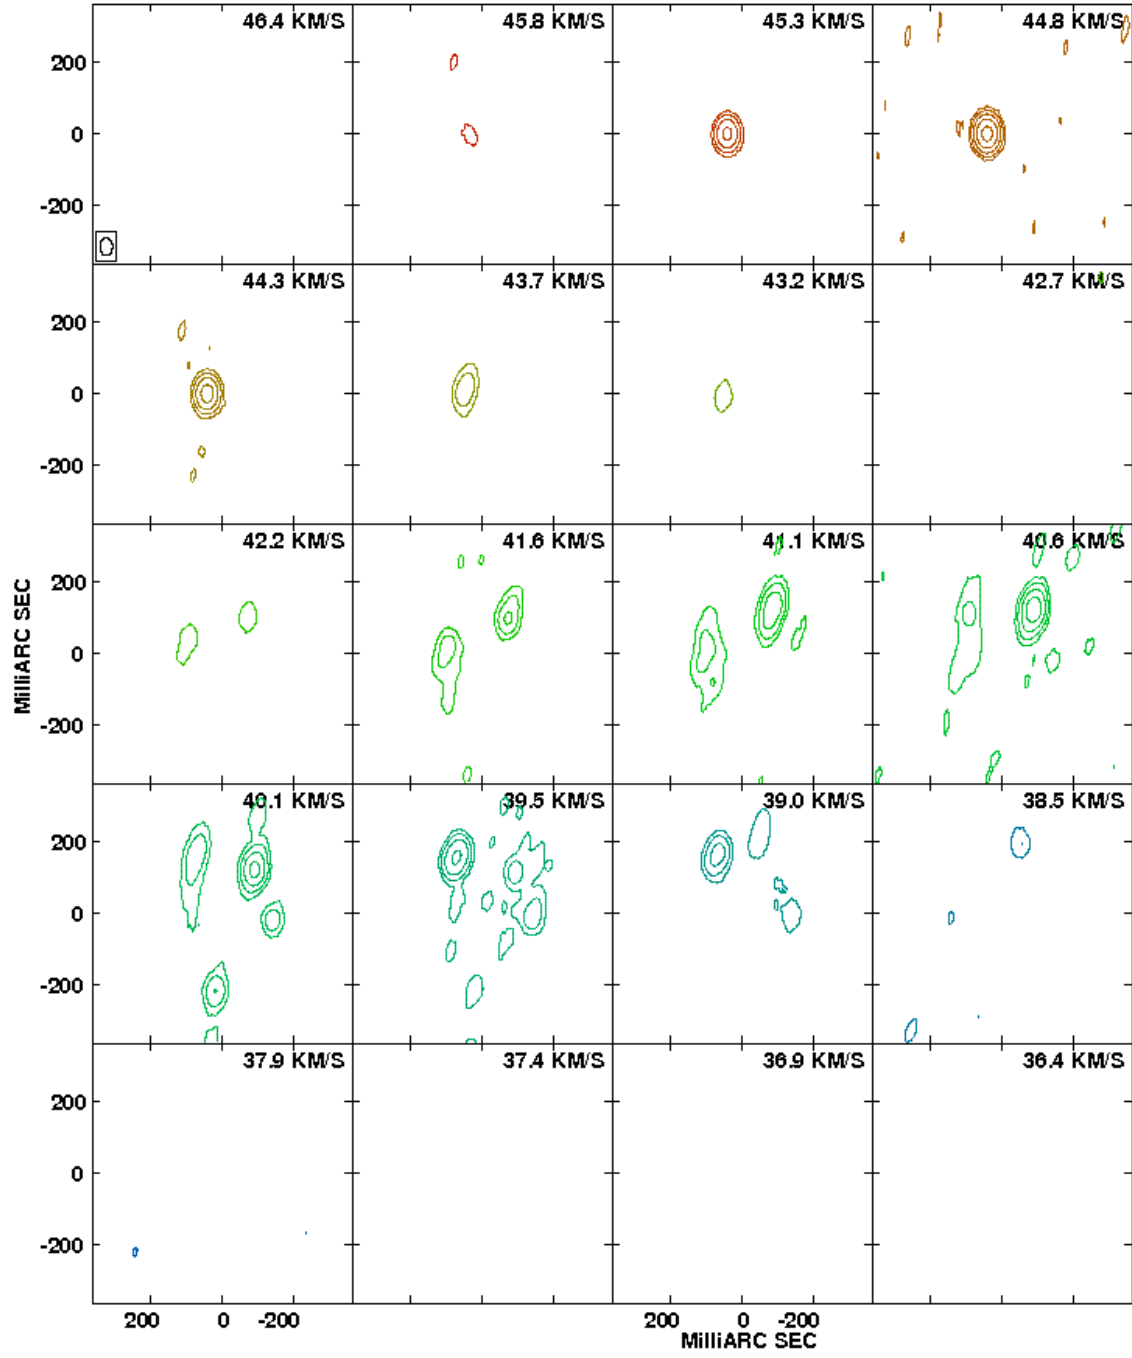 46.4 KM/S 45.8 KM/S 45.3 KM/S 44.8 KM/S
200
0
-200
44.3 KM/S 43.7 KM/S 43.2 KM/S 42.7 KM/S
200
0
-200
42.2 KM/S 41.6 KM/S 41.1 KM/S 40.6 KM/S
200
0
-200
MilliARC SEC
40.1 KM/S 39.5 KM/S 39.0 KM/S 38.5 KM/S
200
0
-200
37.9 KM/S 37.4 KM/S 36.9 KM/S 36.4 KM/S
200
0
-200
200 0 -200 200 0 -200
MilliARC SEC